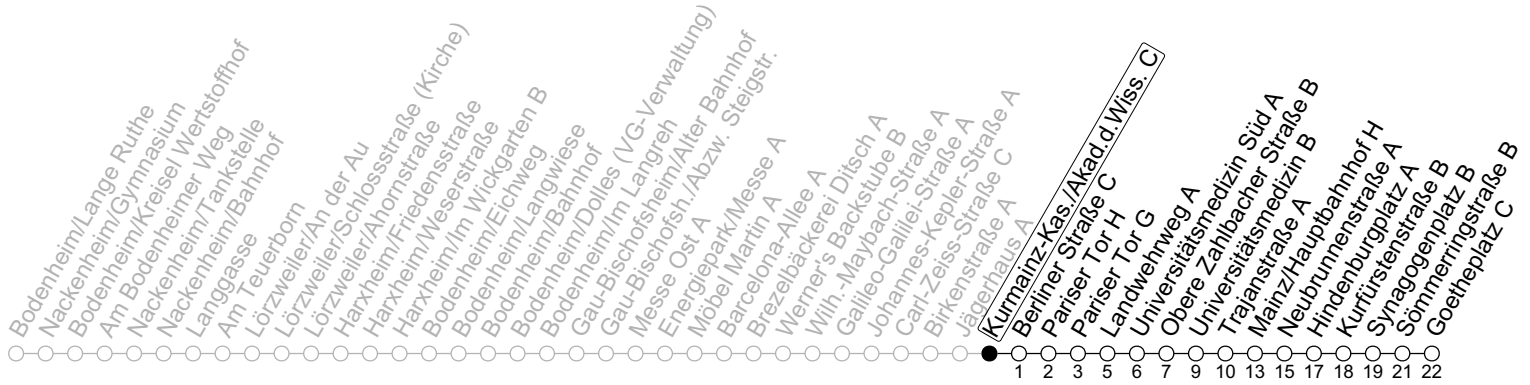 Bodenheim/Lange Ruthe
Nackenheim/Gymnasium
Bodenheim/Kreisel Wertstoffhof
Am Bodenheimer Weg
Nackenheim/Tankstelle
Nackenheim/Bahnhof
Langgasse
Am Teuerborn
Lörzweiler/An der Au
Lörzweiler/Schlossstraße (Kirche)
Lörzweiler/Ahornstraße
Harxheim/Friedensstraße
Harxheim/Weserstraße
Harxheim/Im Wickgarten B
Bodenheim/Eichweg
Bodenheim/Langwiese
Bodenheim/Bahnhof
Bodenheim/Dolles (VG-Verwaltung)
Bodenheim/Im Langreh
Gau-Bischofsheim/Alter Bahnhof
Gau-Bischofsh./Abzw. Steigstr.
Messe Ost A
Energiepark/Messe A
Möbel Martin A
Barcelona-Allee A
Brezelbäckerei Ditsch A
Werner's Backstube B
Wilh.-Maybach-Straße A
Galileo-Galilei-Straße A
Johannes-Kepler-Straße A
Carl-Zeiss-Straße C
Birkenstraße A
Jägerhaus A
Kurmainz-Kas./Akad.d.Wiss. C
Berliner Straße C
Pariser Tor H
Pariser Tor G
Landwehrweg A
Universitätsmedizin Süd A
Obere Zahlbacher Straße B
Universitätsmedizin B
Trajanstraße A
Mainz/Hauptbahnhof H
Neubrunnenstraße A
Hindenburgplatz A
Kurfürstenstraße B
Synagogenplatz B
Sömmerringstraße B
Goetheplatz C
1 2 3 5 6 7 9 10 13 15 17 18 19 21 22